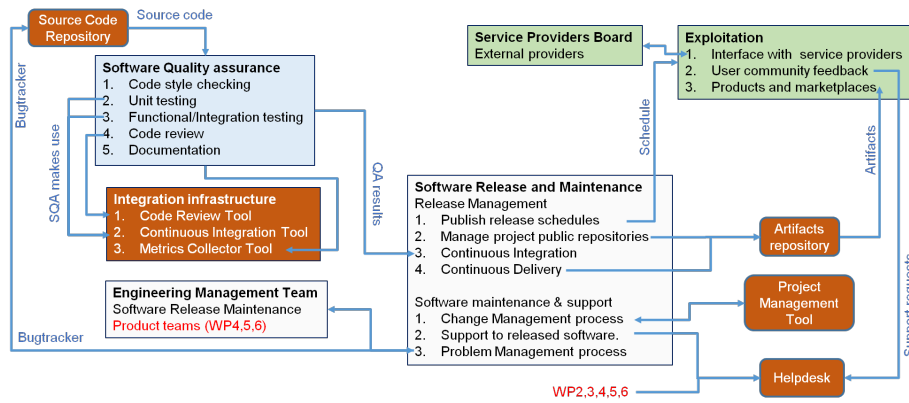 Source Code
Repository
Source code
Bugtracker
Software Quality assurance
1. Code style checking
2. Unit testing
3. Functional/Integration testing
4. Code review
5. Documentation
SQA makes use
QA results
Integration infrastructure
1. Code Review Tool
2. Continuous Integration Tool
3. Metrics Collector Tool
Engineering Management Team
Software Release Maintenance
Product teams (WP4,5,6)
Bugtracker
Service Providers Board
External providers
Exploitation
1. Interface with service providers
2. User community feedback
3. Products and marketplaces
Schedule
Artifacts
Software Release and Maintenance
Release Management
1. Publish release schedules
2. Manage project public repositories
3. Continuous Integration
4. Continuous Delivery
Software maintenance & support
1. Change Management process
2. Support to released software.
3. Problem Management process
Artifacts
repository
Project
Management
Tool
Support requests
Helpdesk
WP2,3,4,5,6